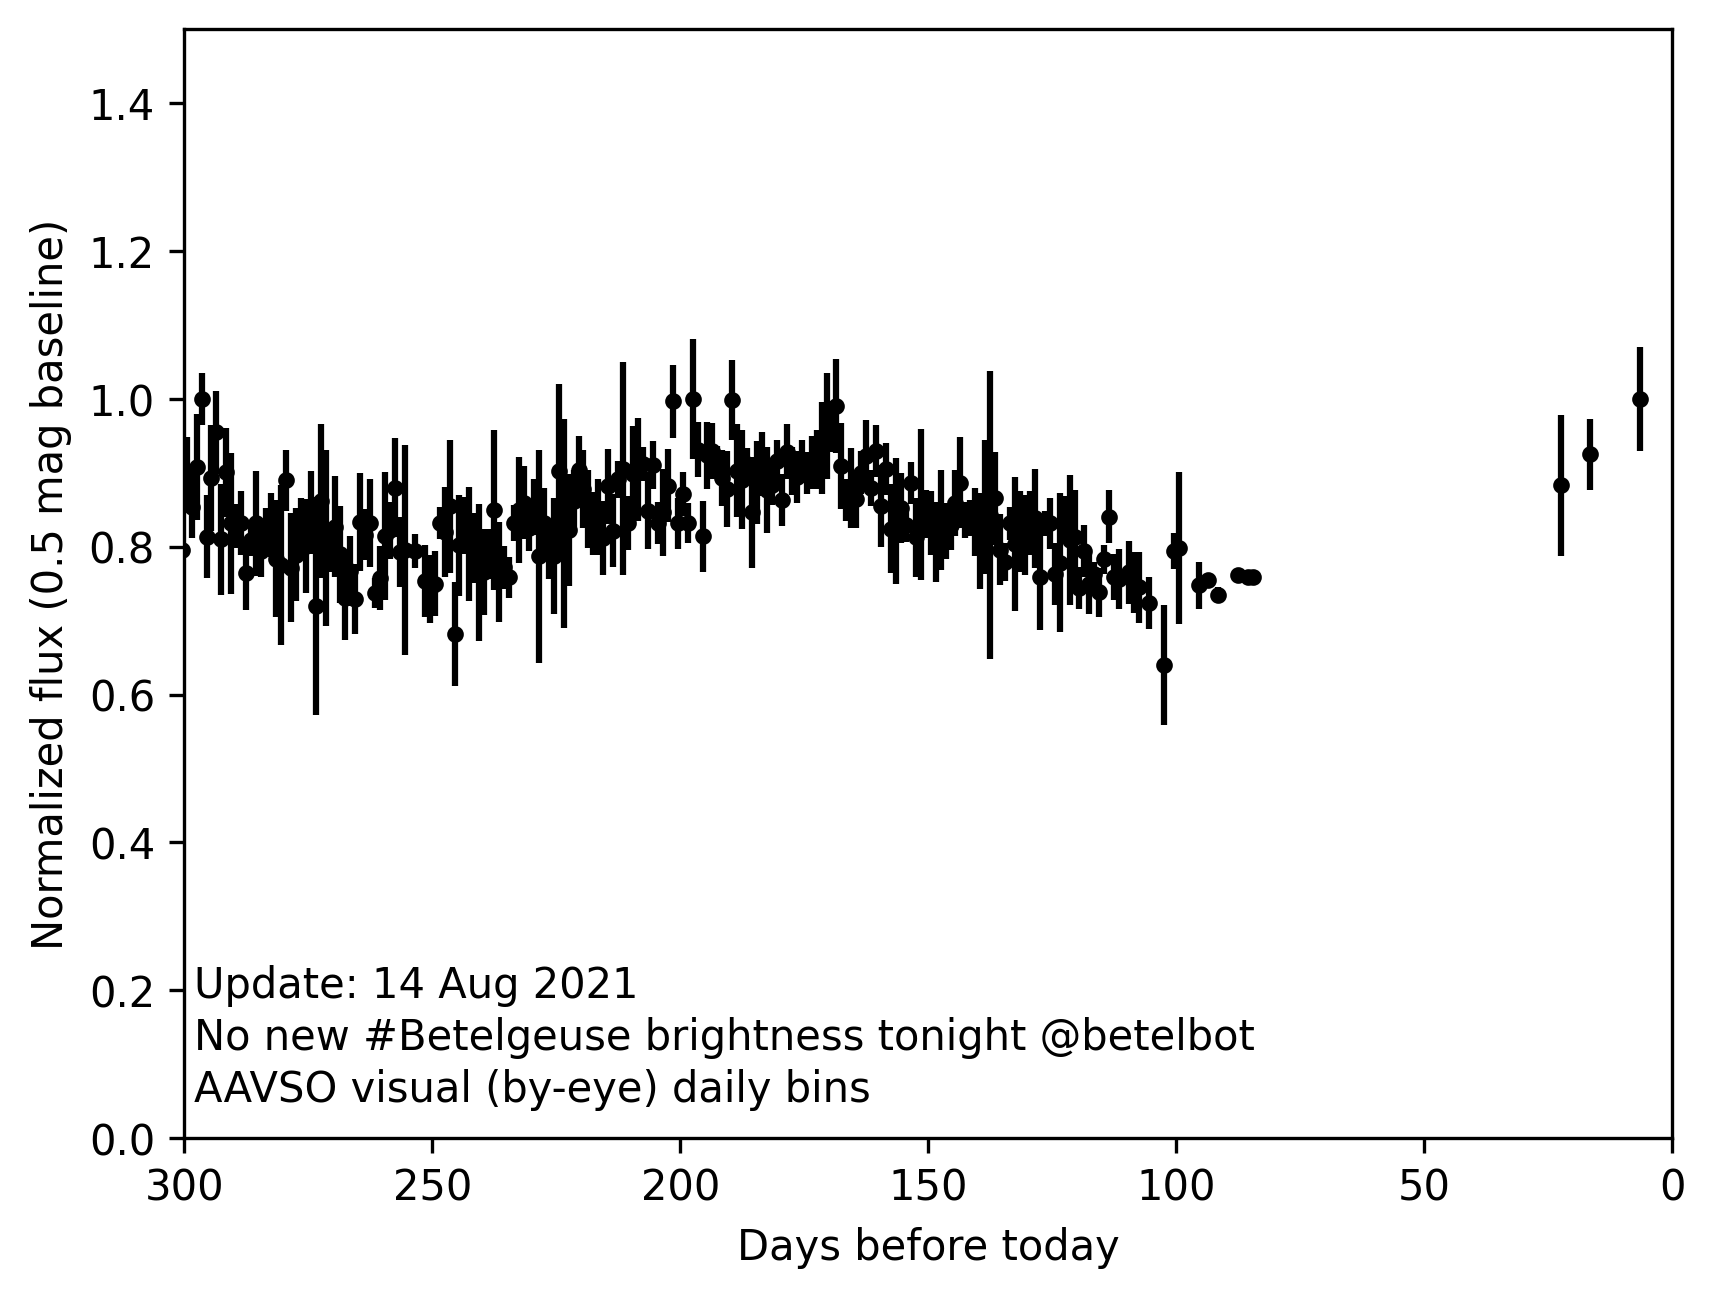 1.4
1.2
1.0
0.8
0.6
0.4
0.2
0.0
Normalized flux (0.5 mag baseline)
Update: 14 Aug 2021
No new #Betelgeuse brightness tonight @betelbot
AAVSO visual (by-eye) daily bins
300 250 200 150 100 50 0
Days before today